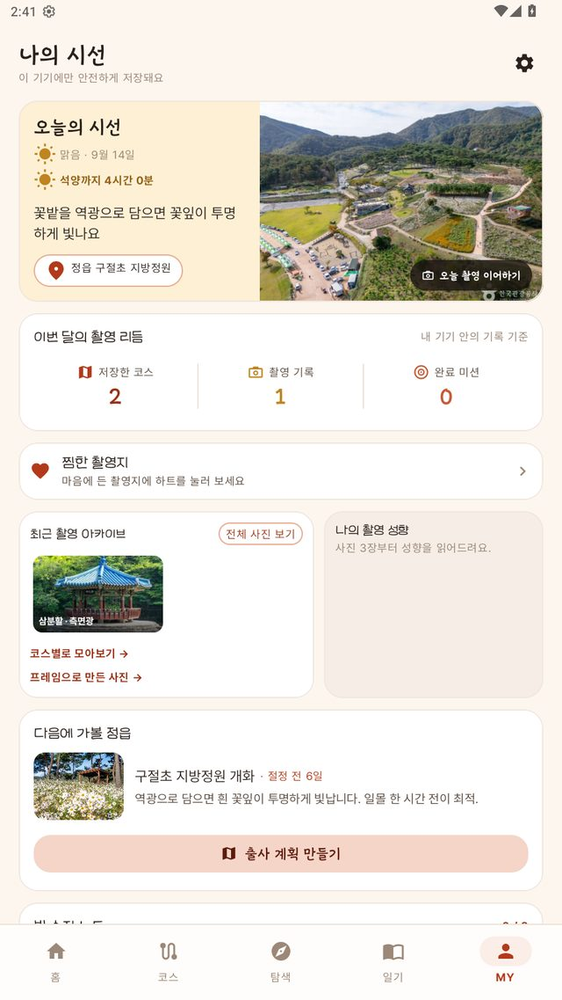 2:41
나의 시선
이 기기에만 안전하게 저장돼요
오늘의 시선
맑음 · 9월 14일
석양까지 4시간 0분
꽃밭을 역광으로 담으면 꽃잎이 투명
하게 빛나요
정읍 구절초 지방정원
오늘 촬영 이어하기
한국관광공사
이번 달의 촬영 리듬
내 기기 안의 기록 기준
저장한 코스
2
촬영 기록
1
완료 미션
0
찜한 촬영지
마음에 든 촬영지에 하트를 눌러 보세요
최근 촬영 아카이브
전체 사진 보기
삼분할 · 측면광
코스별로 모아보기 →
프레임으로 만든 사진 →
나의 촬영 성향
사진 3장부터 성향을 읽어드려요.
다음에 가볼 정읍
구절초 지방정원 개화 · 절정 전 6일
역광으로 담으면 흰 꽃잎이 투명하게 빛납니다. 일몰 한 시간 전이 최적.
출사 계획 만들기
홈
코스
탐색
일기
MY